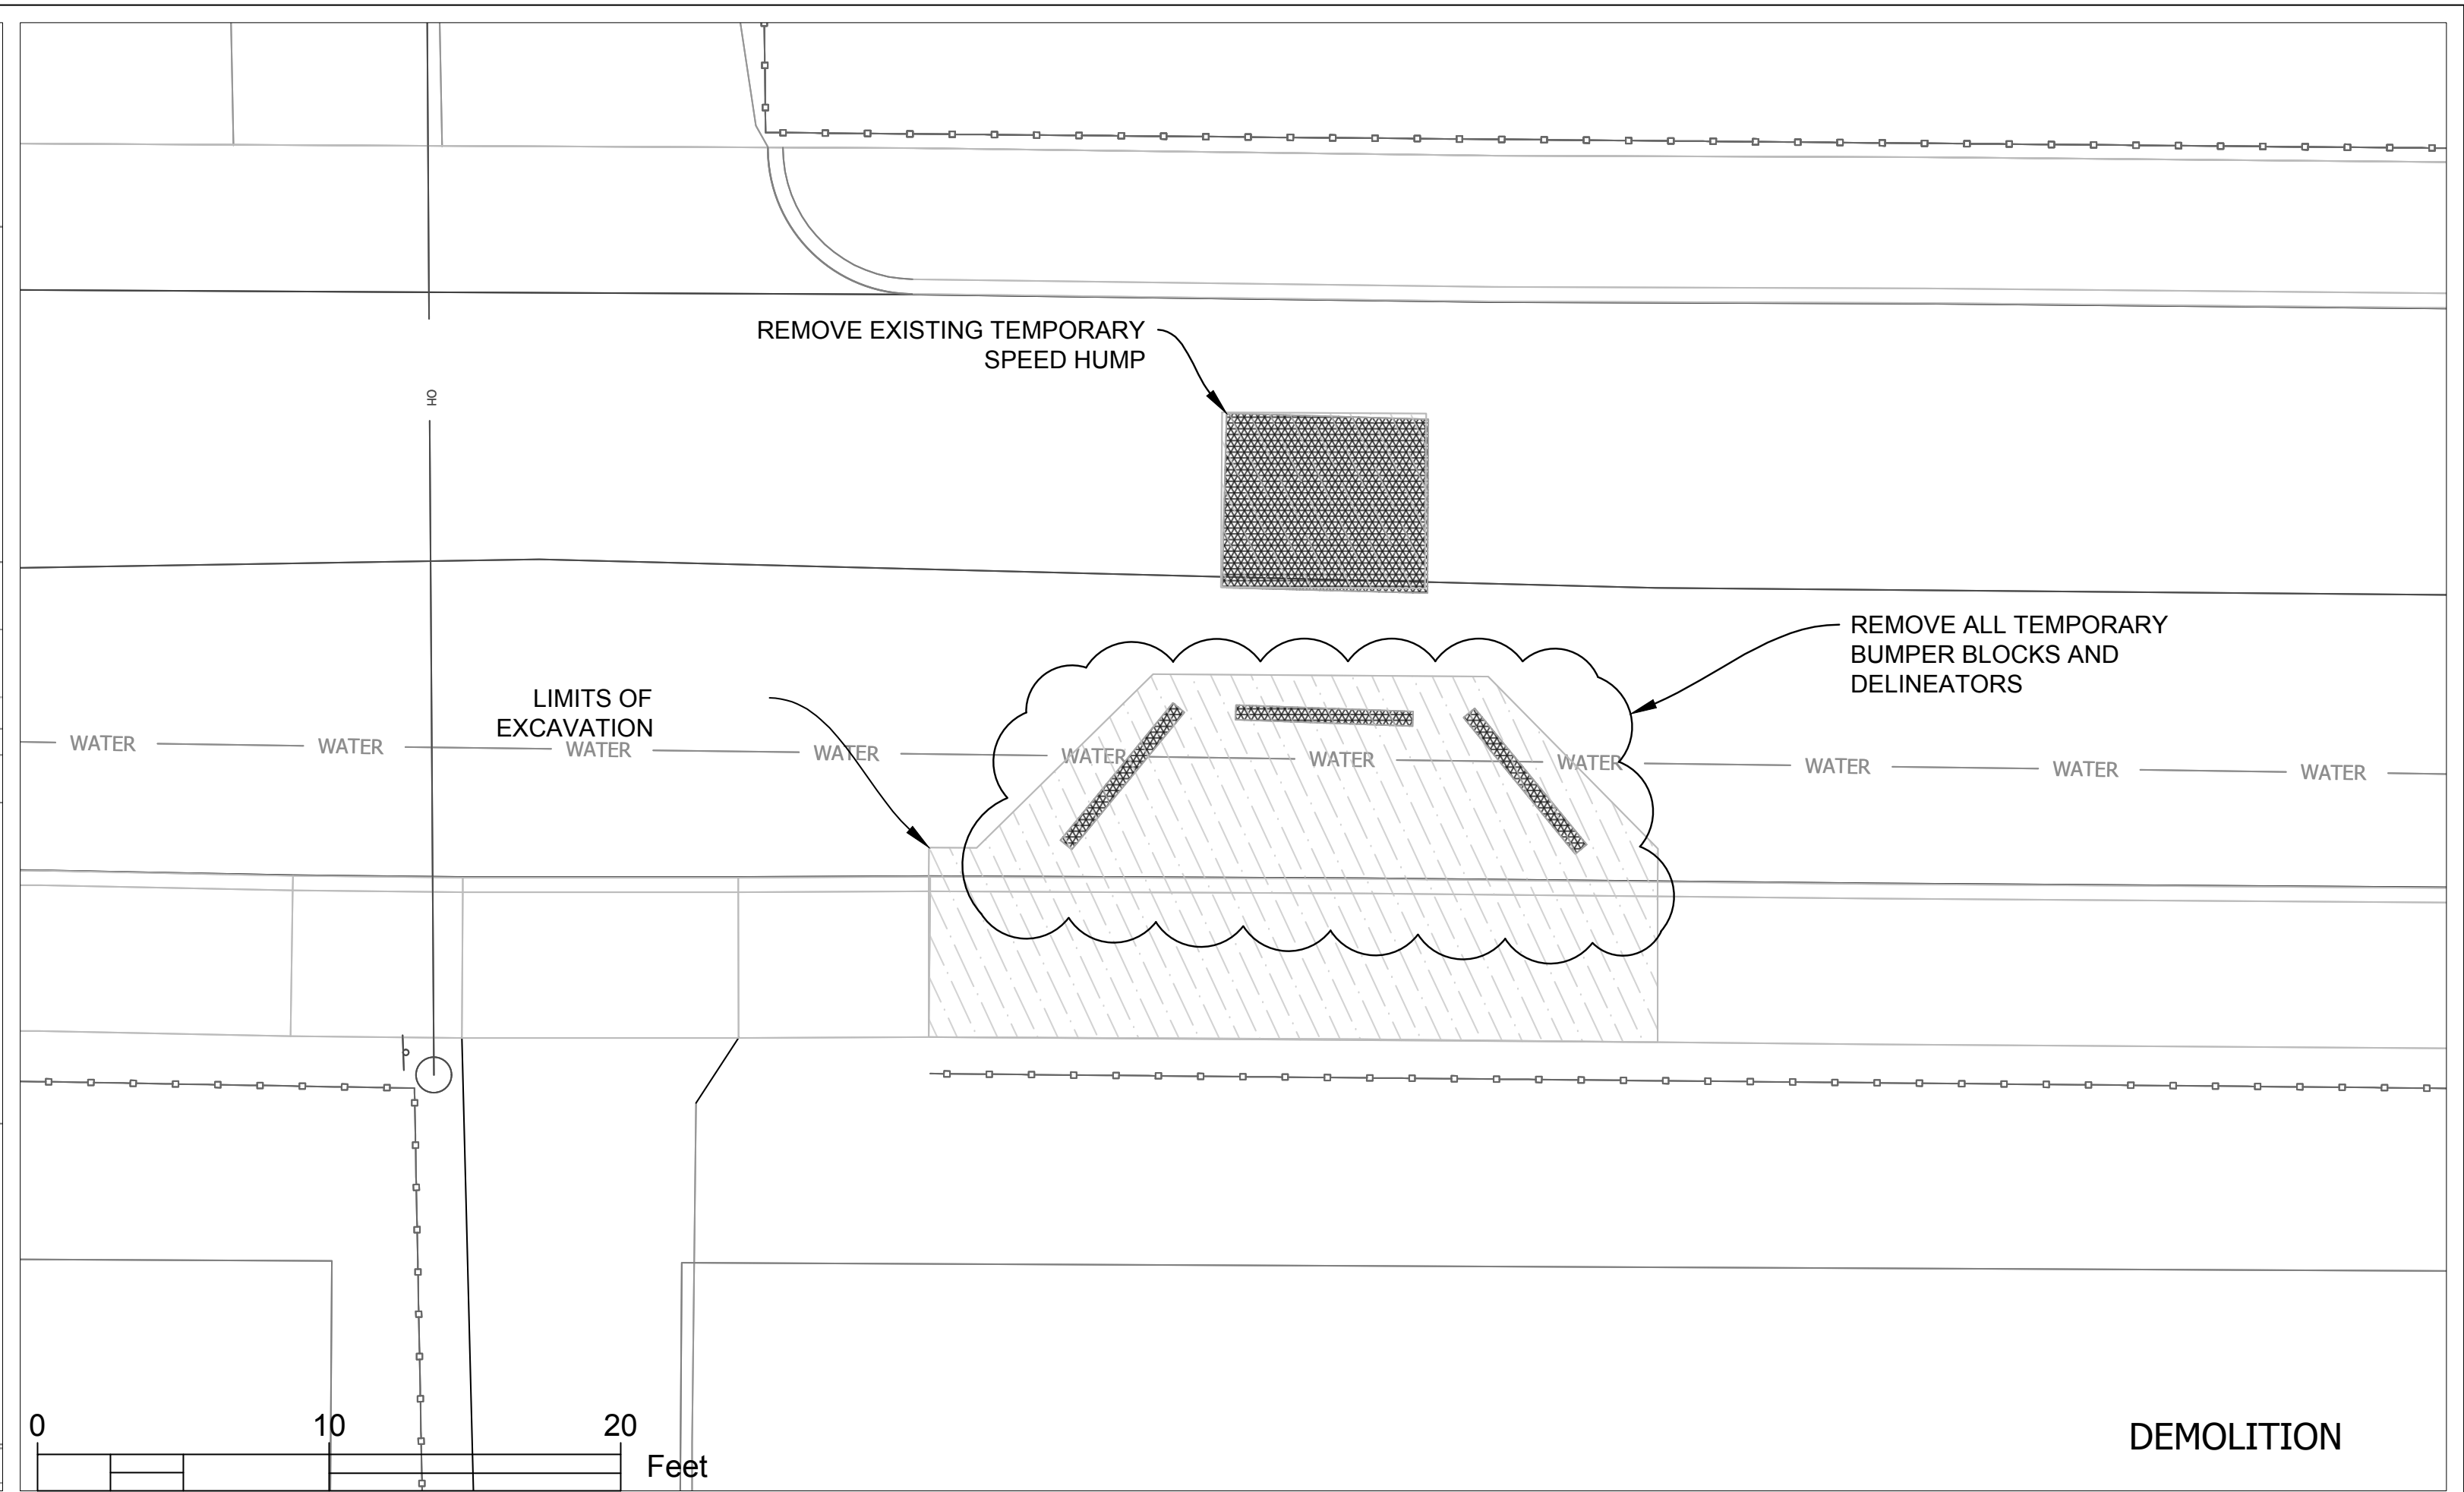 REMOVE EXISTING TEMPORARY
SPEED HUMP
OH
REMOVE ALL TEMPORARY
BUMPER BLOCKS AND
DELINEATORS
LIMITS OF
EXCAVATION
WATER WATER WATER WATER WATER WATER WATER WATER WATER WATER
0 10 20
Feet
DEMOLITION